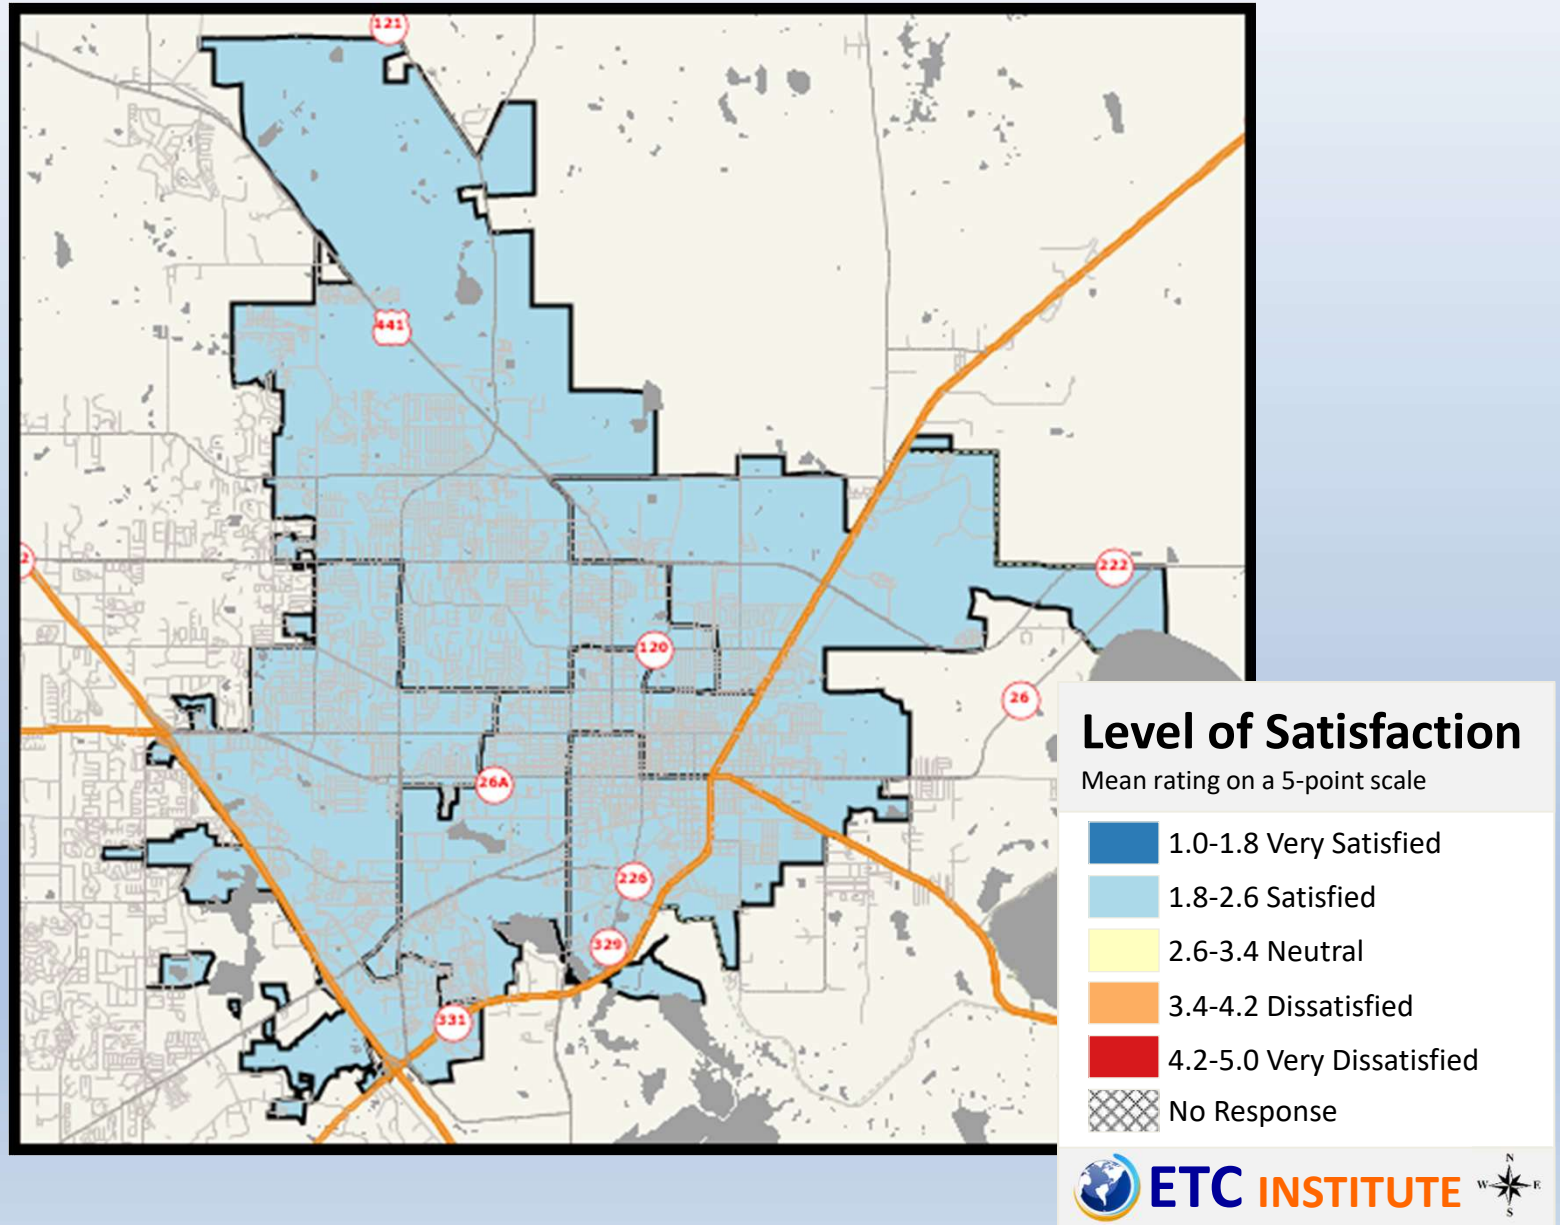 121
441
2
222
120
26
26A
226
329
331
Level of Satisfaction
Mean rating on a 5-point scale
1.0-1.8 Very Satisfied
1.8-2.6 Satisfied
2.6-3.4 Neutral
3.4-4.2 Dissatisfied
4.2-5.0 Very Dissatisfied
No Response
ETC INSTITUTE
N
W E
S